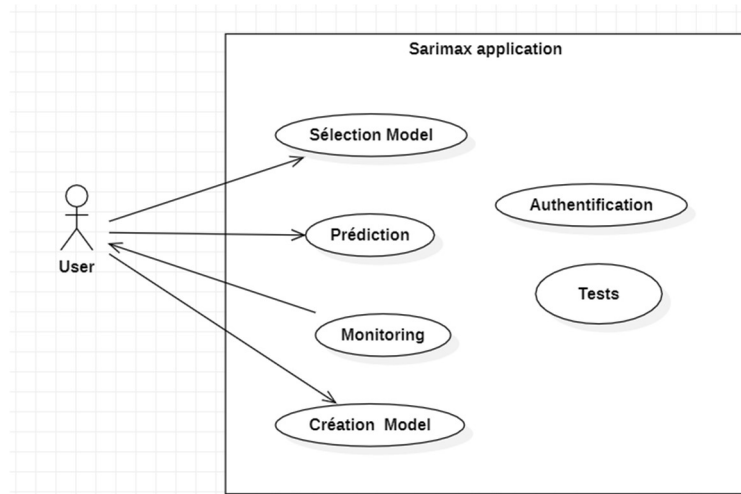 Sarimax application
Sélection Model
Authentification
Prédiction
User
Tests
Monitoring
Création Model